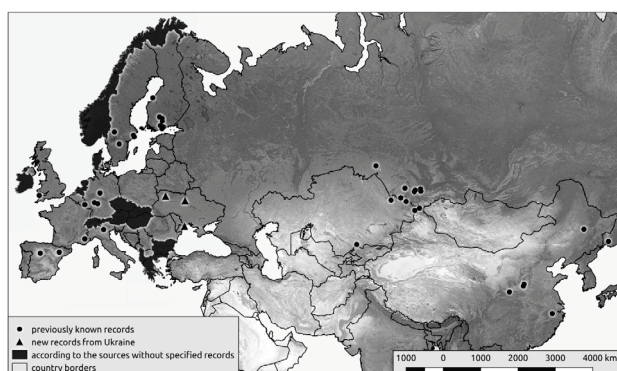 previously known records
new records from Ukraine
according to the sources without specified records
country borders
1000 0 1000 2000 3000 4000 km